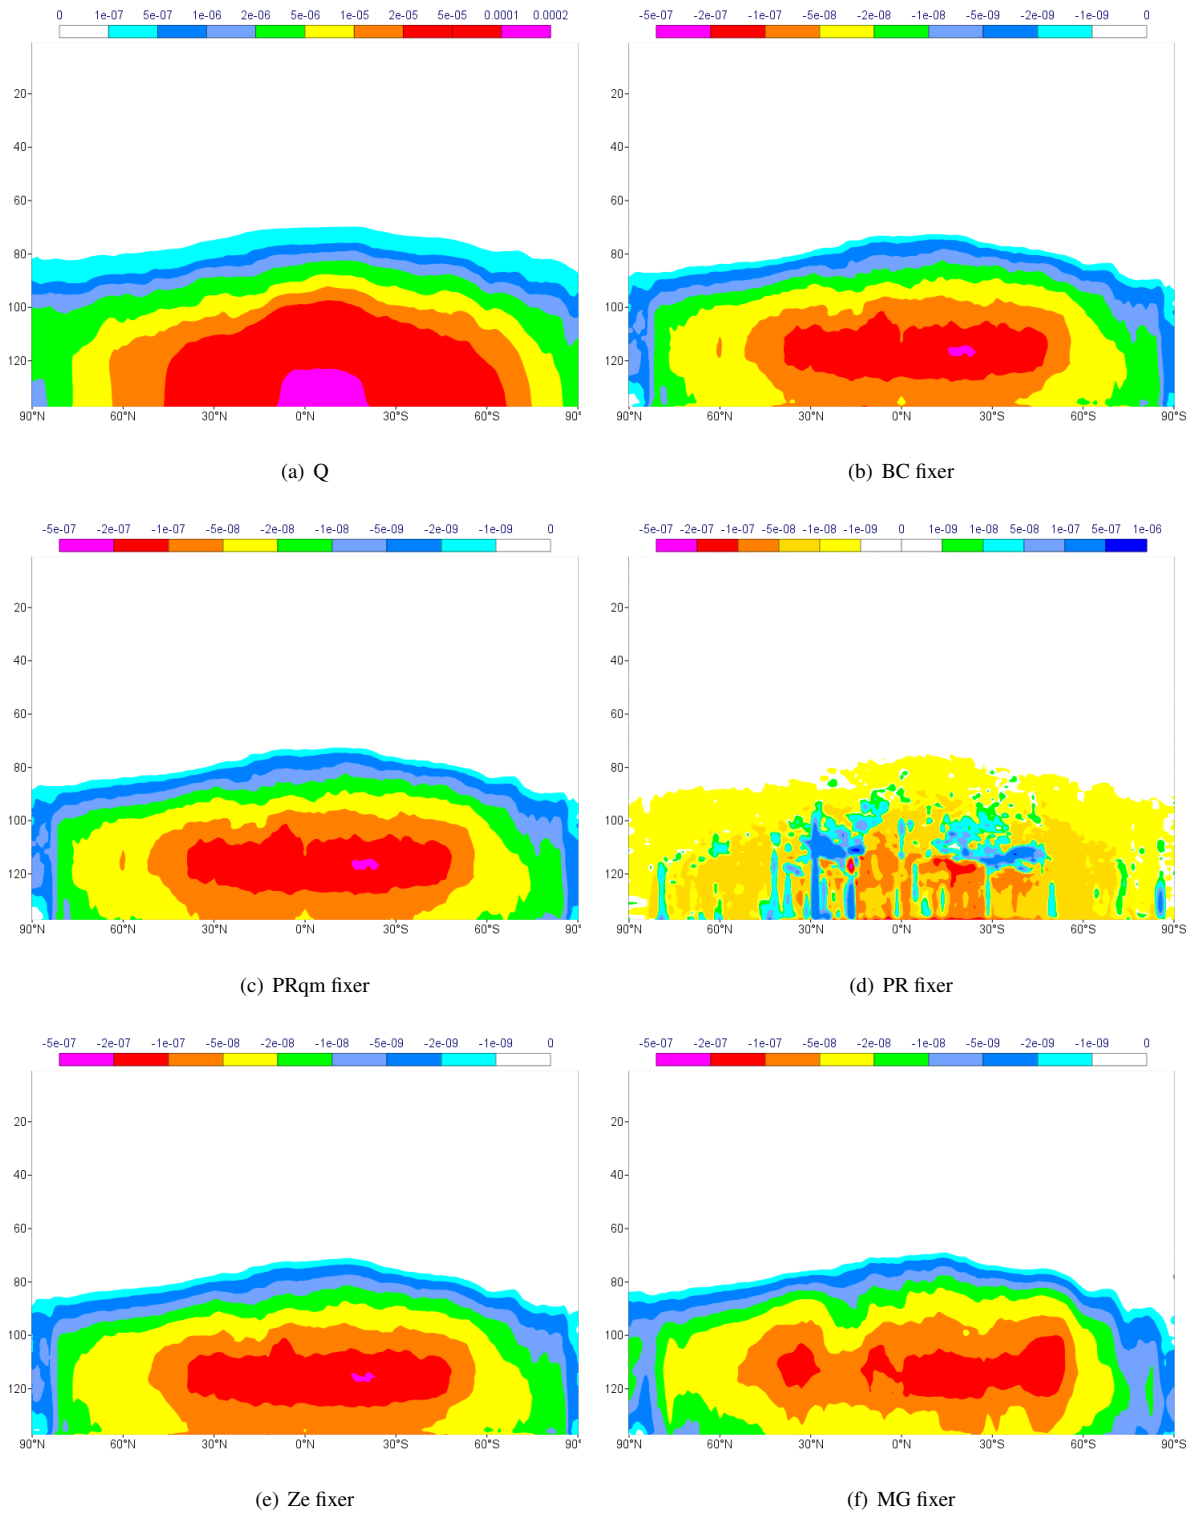 0 1e-07 5e-07 1e-06 2e-06 5e-06 1e-05 2e-05 5e-05 0.0001 0.0002
20
40
60
80
100
120
90°N 60°N 30°N 0°N 30°S 60°S 90°
(a) Q
-5e-07 -2e-07 -1e-07 -5e-08 -2e-08 -1e-08 -5e-09 -2e-09 -1e-09 0
20
40
60
80
100
120
90°N 60°N 30°N 0°N 30°S 60°S 90°S
(b) BC fixer
-5e-07 -2e-07 -1e-07 -5e-08 -2e-08 -1e-08 -5e-09 -2e-09 -1e-09 0
20
40
60
80
100
120
90°N 60°N 30°N 0°N 30°S 60°S 90°
(c) PRqm fixer
-5e-07 -2e-07 -1e-07 -5e-08 -1e-08 -1e-09 0 1e-09 1e-08 5e-08 1e-07 5e-07 1e-06
20
40
60
80
100
120
90°N 60°N 30°N 0°N 30°S 60°S 90°S
(d) PR fixer
-5e-07 -2e-07 -1e-07 -5e-08 -2e-08 -1e-08 -5e-09 -2e-09 -1e-09 0
20
40
60
80
100
120
90°N 60°N 30°N 0°N 30°S 60°S 90°
(e) Ze fixer
-5e-07 -2e-07 -1e-07 -5e-08 -2e-08 -1e-08 -5e-09 -2e-09 -1e-09 0
20
40
60
80
100
120
90°N 60°N 30°N 0°N 30°S 60°S 90°S
(f) MG fixer